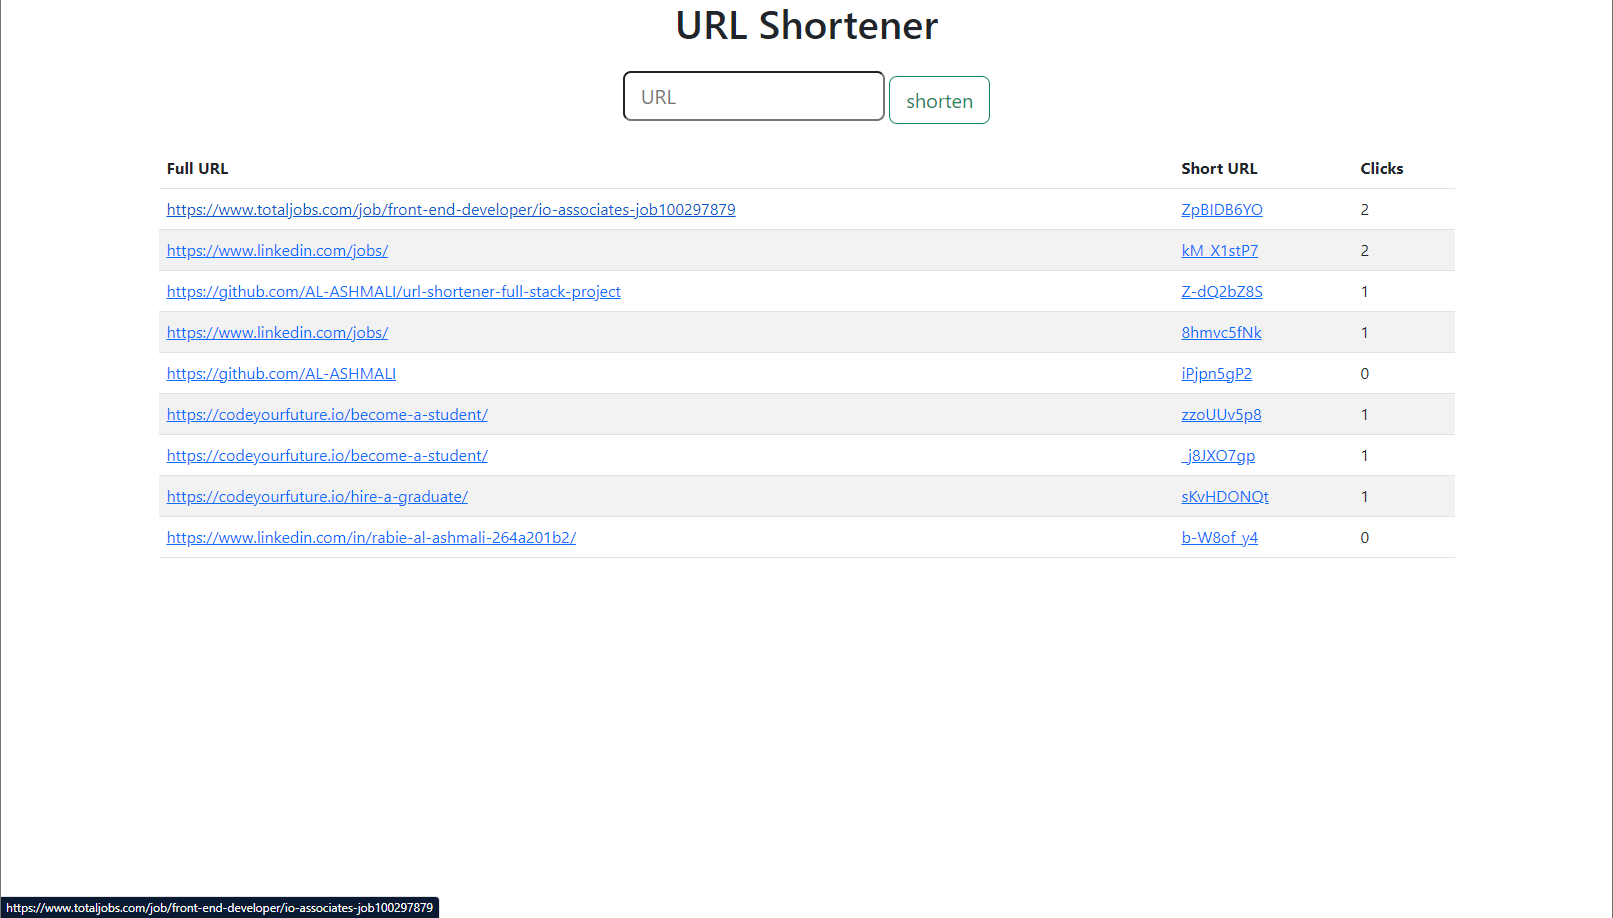 URL Shortener
URL shorten
Full URL Short URL Clicks
https://www.totaljobs.com/job/front-end-developer/io-associates-job100297879 ZpBIDB6YO 2
https://www.linkedin.com/jobs/ kM_X1stP7 2
https://github.com/AL-ASHMALI/url-shortener-full-stack-project Z-dQ2bZ8S 1
https://www.linkedin.com/jobs/ 8hmvc5fNk 1
https://github.com/AL-ASHMALI iPjpn5gP2 0
https://codeyourfuture.io/become-a-student/ zzoUUv5p8 1
https://codeyourfuture.io/become-a-student/ _j8JXO7gp 1
https://codeyourfuture.io/hire-a-graduate/ sKvHDONQt 1
https://www.linkedin.com/in/rabie-al-ashmali-264a201b2/ b-W8of_y4 0
https://www.totaljobs.com/job/front-end-developer/io-associates-job100297879